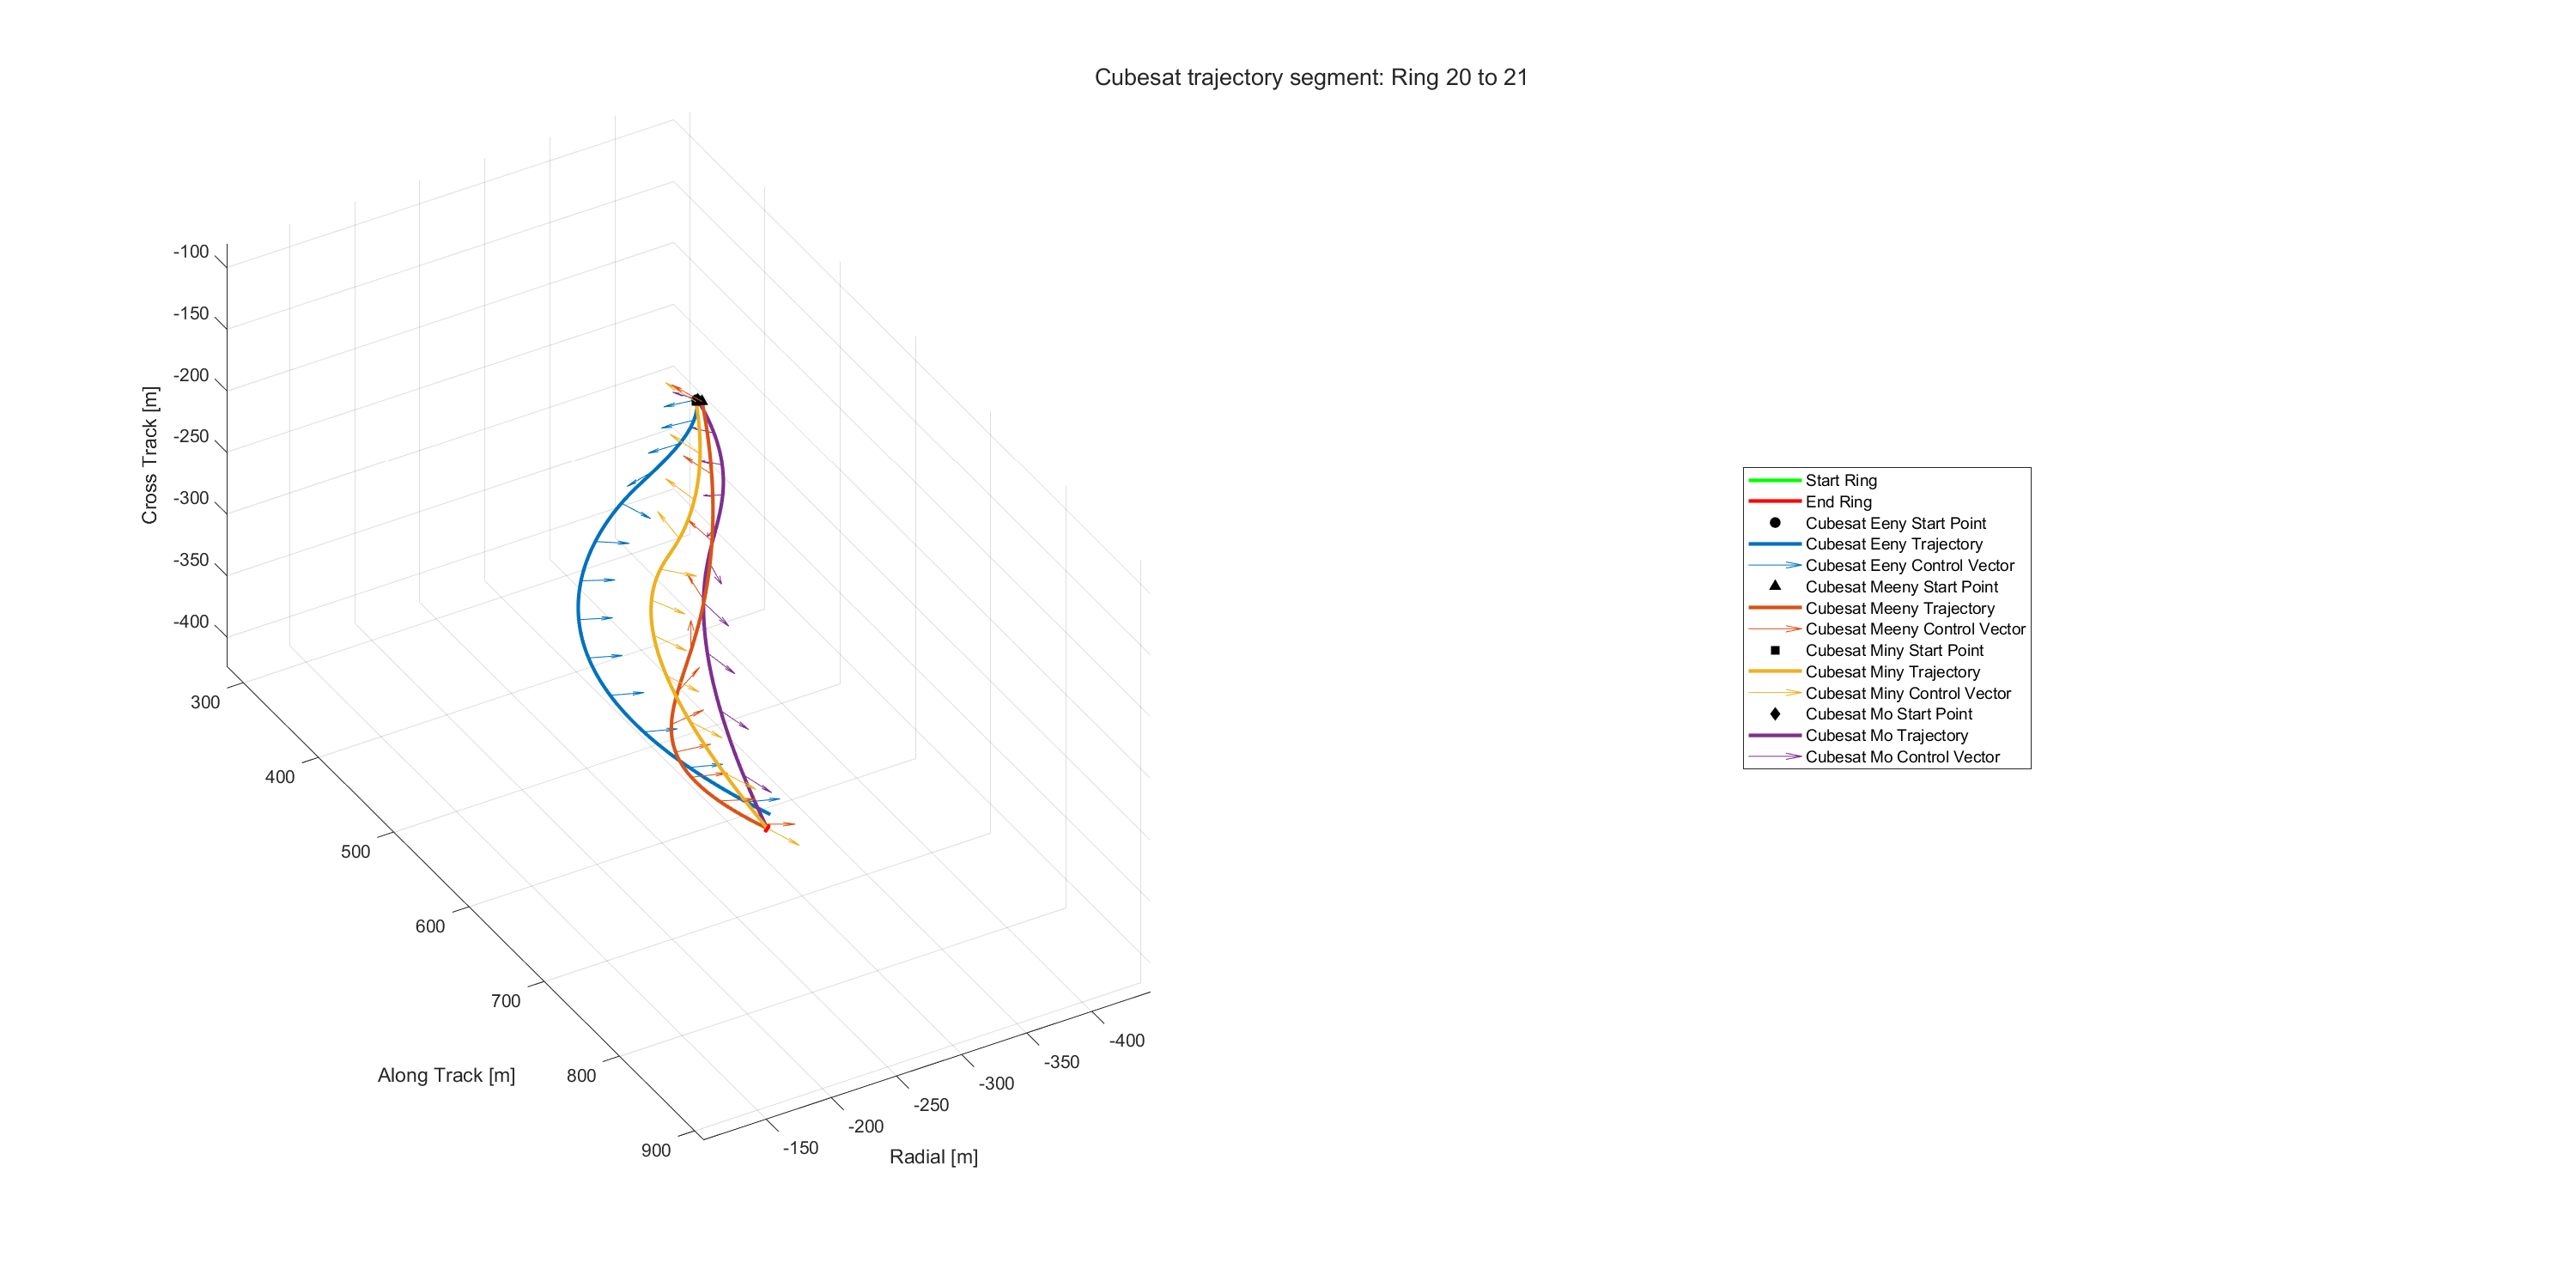 Cubesat trajectory segment: Ring 20 to 21
Cross Track [m]
-100
-150
-200
-250
-300
-350
-400
300
400
500
600
700
800
900
Along Track [m]
-150
-200
-250
-300
-350
-400
Radial [m]
Start Ring
End Ring
Cubesat Eeny Start Point
Cubesat Eeny Trajectory
Cubesat Eeny Control Vector
Cubesat Meeny Start Point
Cubesat Meeny Trajectory
Cubesat Meeny Control Vector
Cubesat Miny Start Point
Cubesat Miny Trajectory
Cubesat Miny Control Vector
Cubesat Mo Start Point
Cubesat Mo Trajectory
Cubesat Mo Control Vector